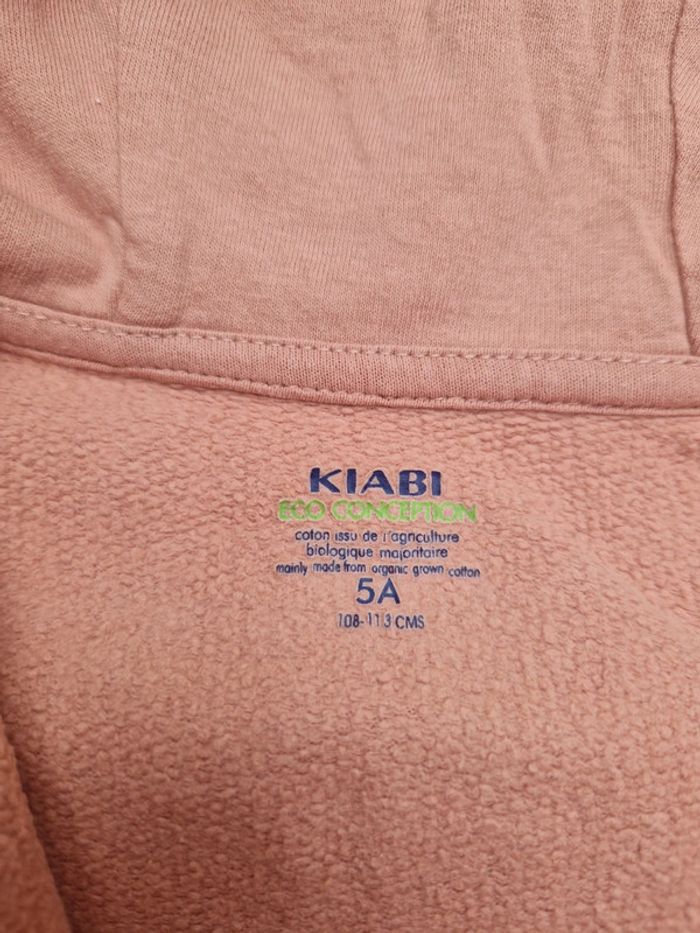 KIABI
ECO CONCEPTION
coton issu de l'agriculture
biologique majoritaire
mainly made from organic grown cotton
5A
108-113 CMS